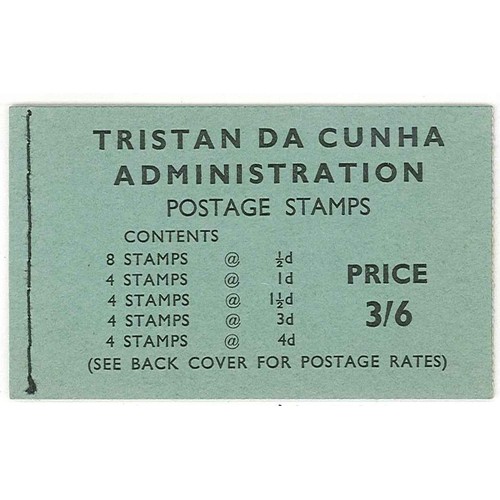 TRISTAN DA CUNHA
ADMINISTRATION
POSTAGE STAMPS
CONTENTS
8 STAMPS @ ½d
4 STAMPS @ 1d
4 STAMPS @ 1½d
4 STAMPS @ 3d
4 STAMPS @ 4d
PRICE
3/6
(SEE BACK COVER FOR POSTAGE RATES)